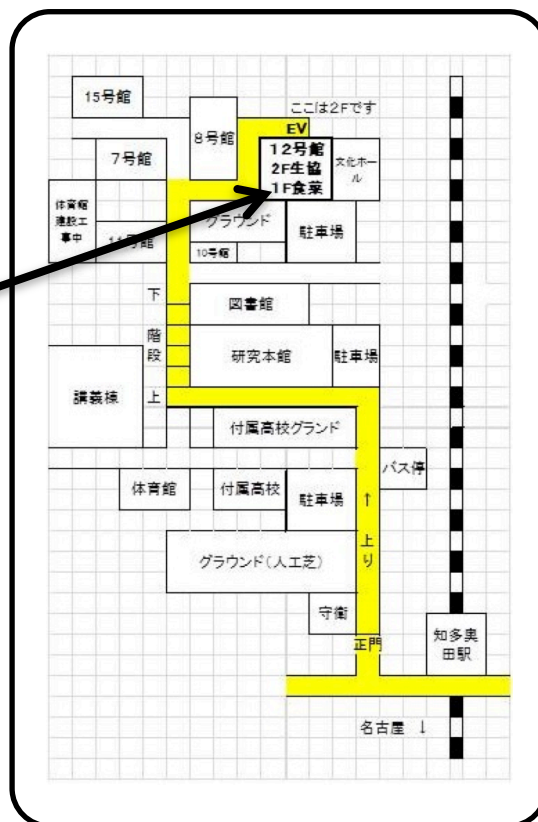 15号館
ここは2Fです
8号館
EV
7号館
12号館
2F生協
1F食菜
文化ホー
ル
体育館
建設工
事中
グラウンド
駐車場
11号館
10号館
下
図書館
階
段
研究本館
駐車場
講義棟
上
付属高校グランド
バス停
体育館
付属高校
駐車場
↑
上
り
グラウンド(人工芝)
守衛
正門
知多奥
田駅
名古屋 ↓